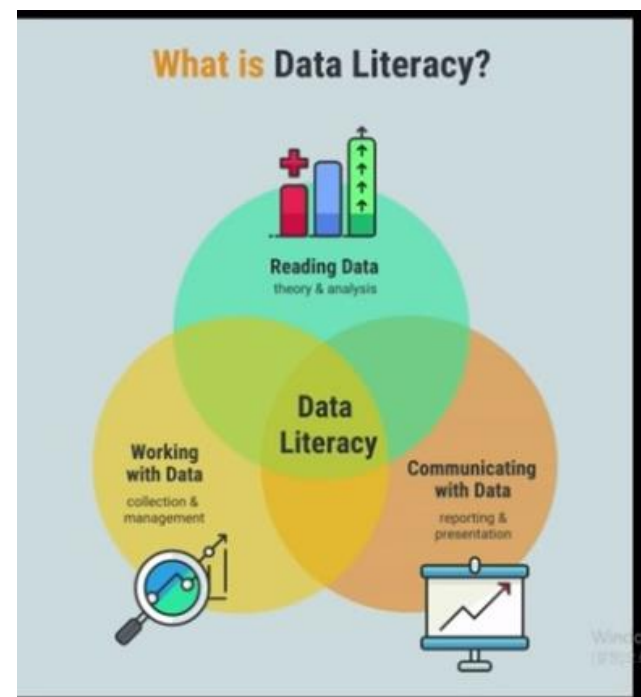 What is Data Literacy?
Reading Data
theory & analysis
Data
Literacy
Working
with Data
collection &
management
Communicating
with Data
reporting &
presentation